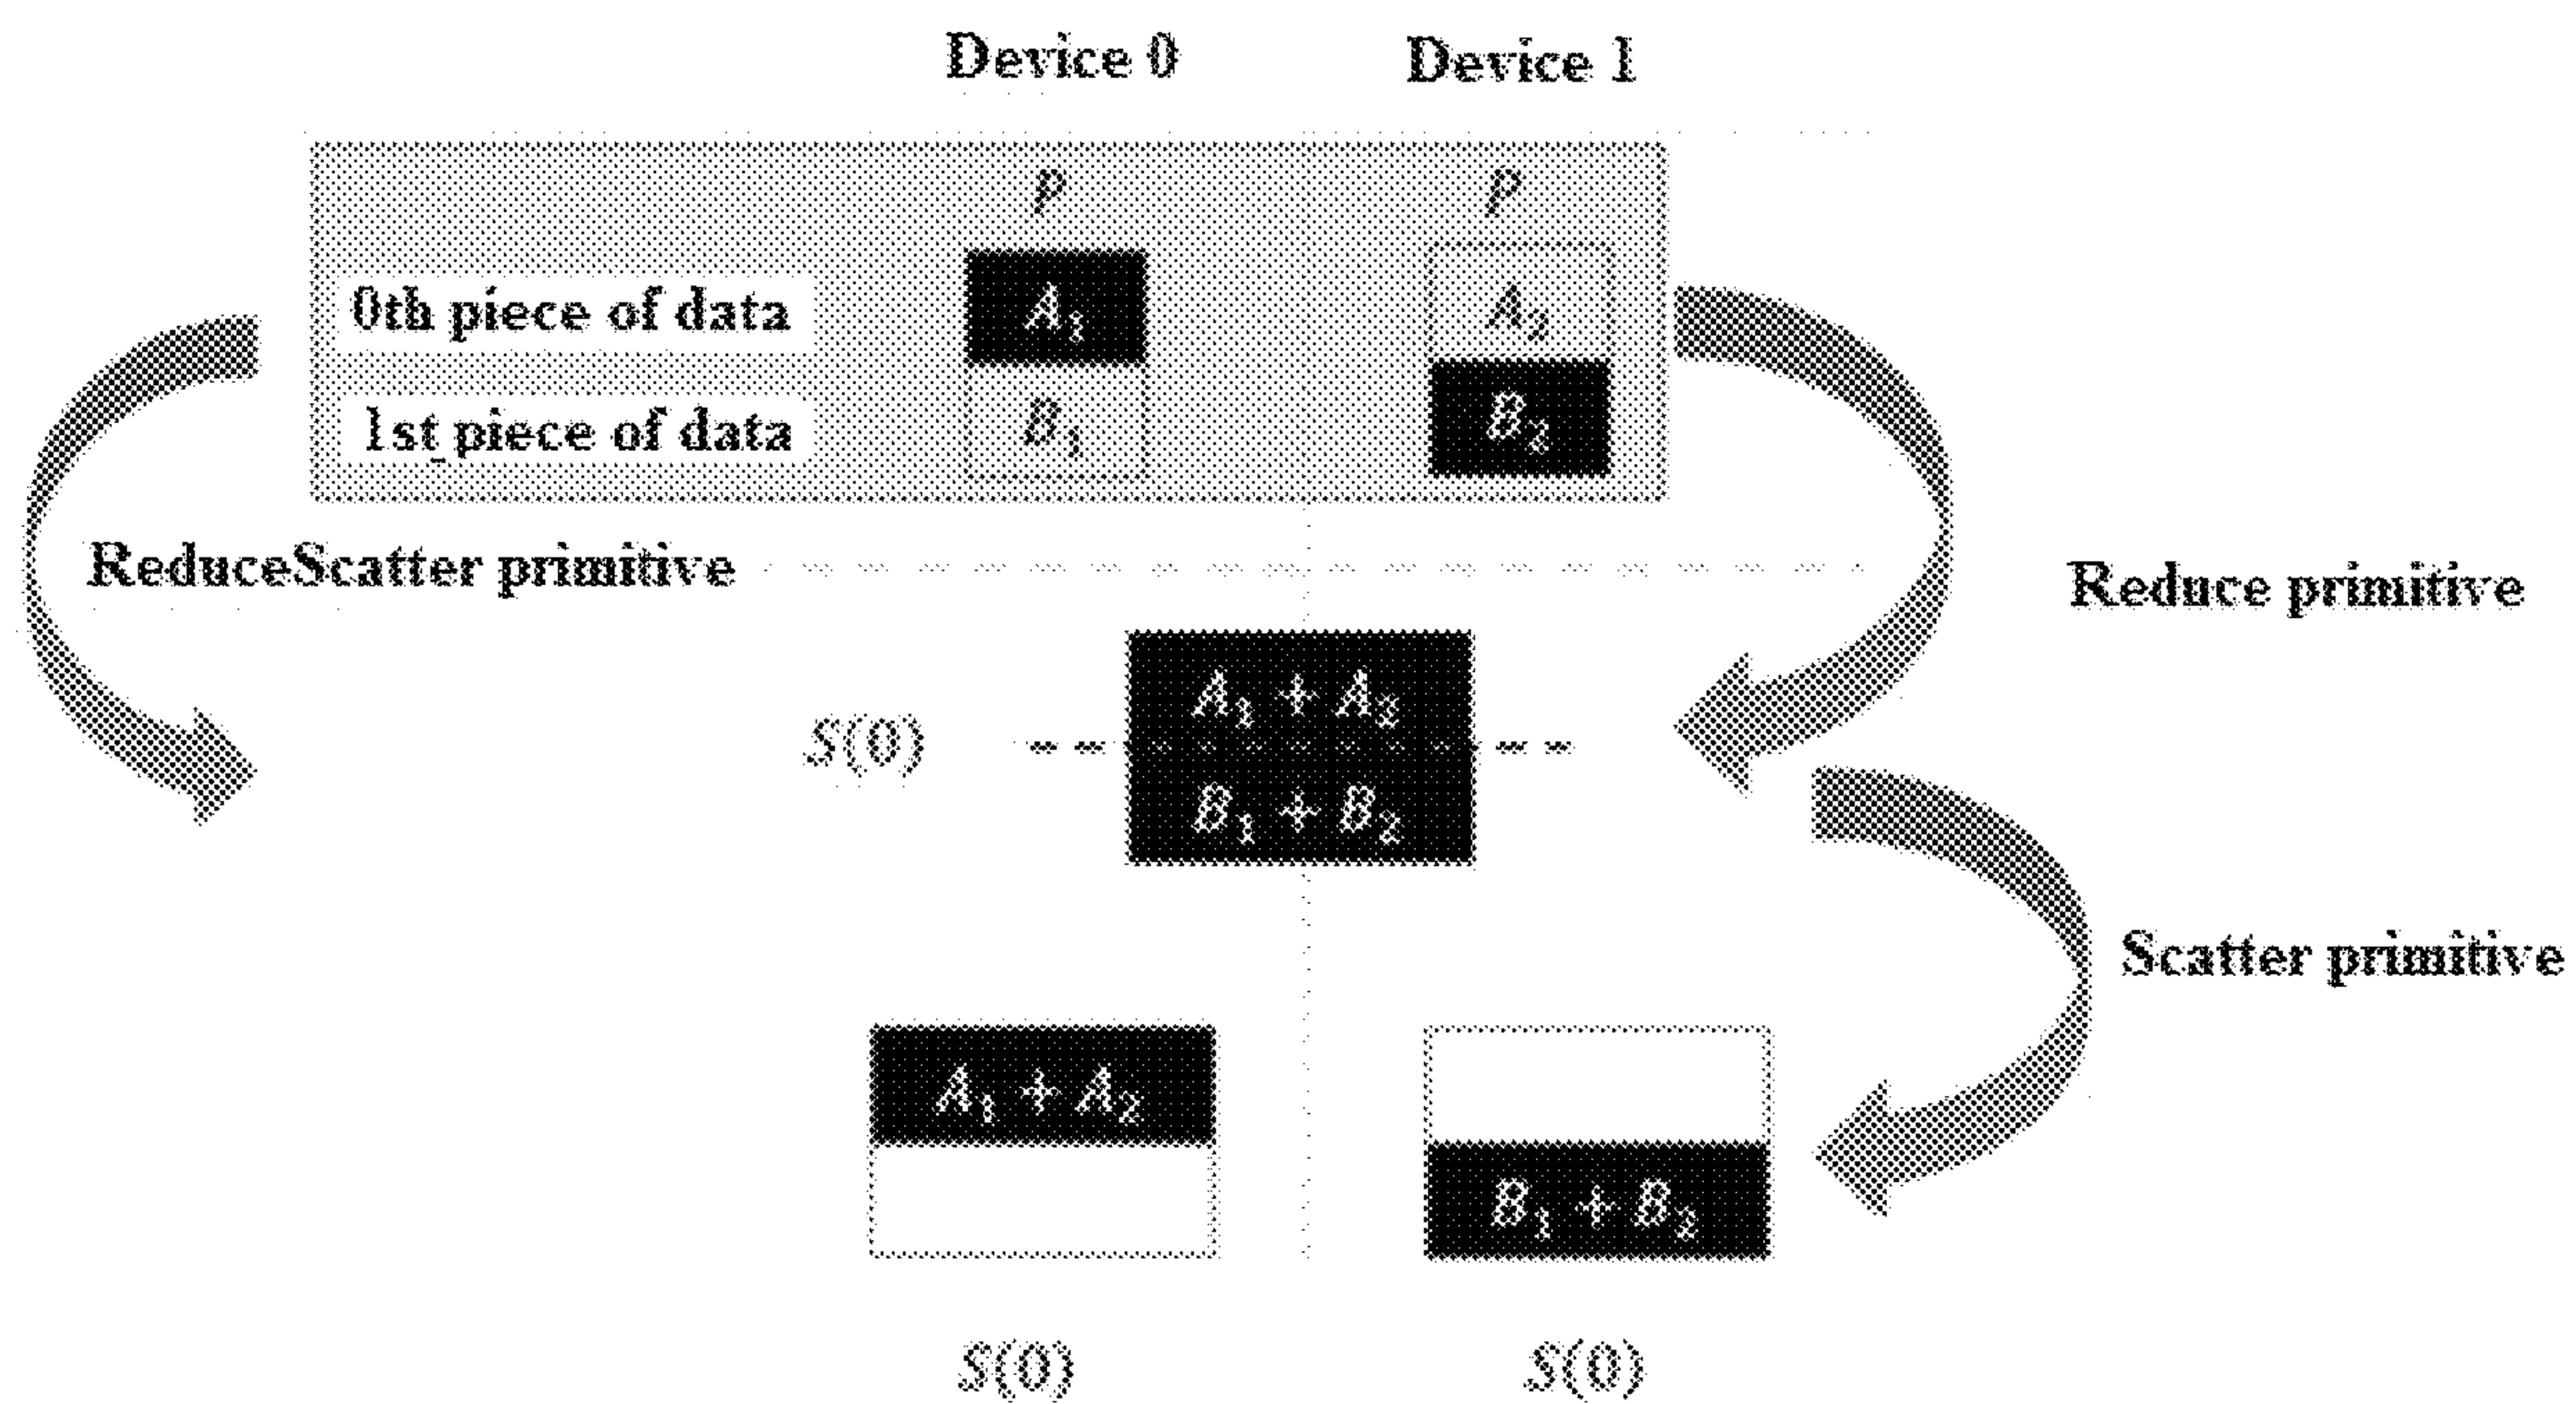 Device 0 Device 1
P P
0th piece of data A₁ A₂
1st piece of data B₁ B₂
ReduceScatter primitive
Reduce primitive
A₁ + A₂
S(0)
B₁ + B₂
Scatter primitive
A₁ + A₂
B₁ + B₂
S(0) S(0)